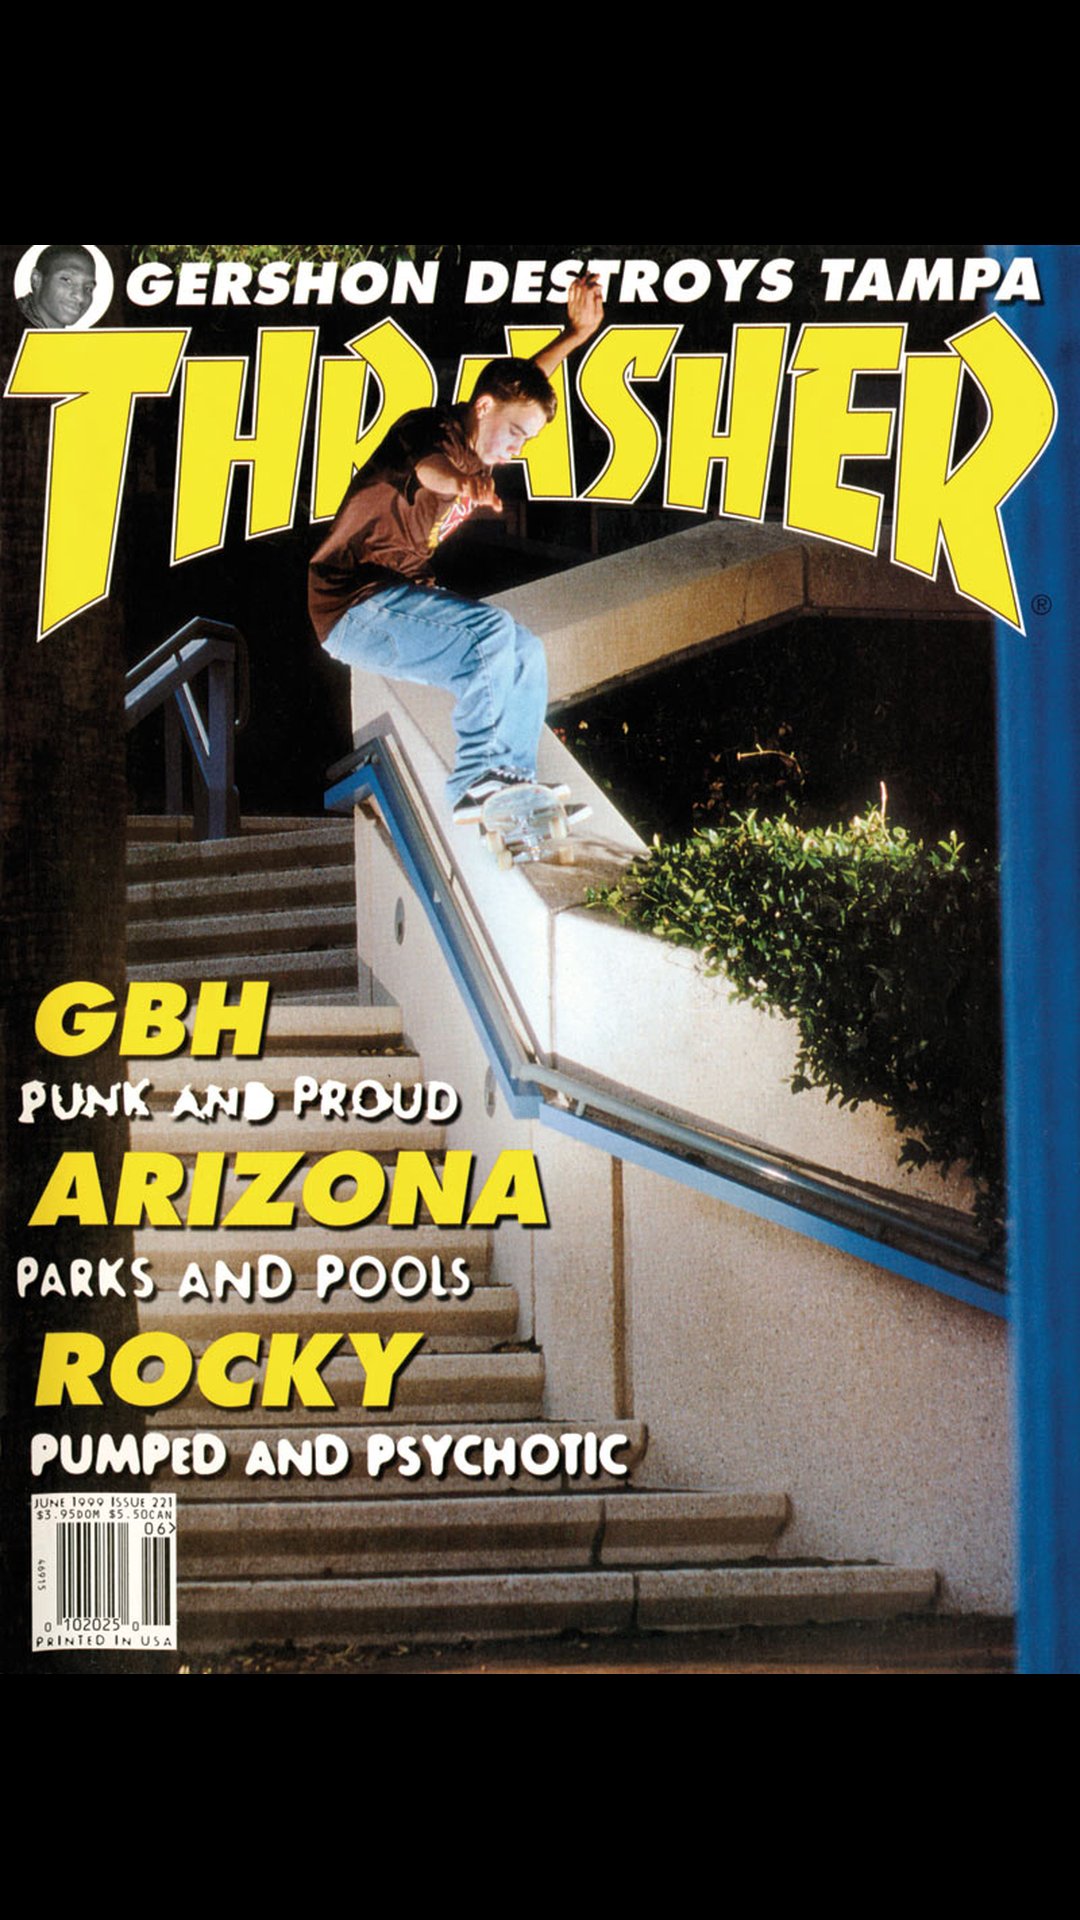 GERSHON DESTROYS TAMPA
THRASHER
®
GBH
PUNK AND PROUD
ARIZONA
PARKS AND POOLS
ROCKY
PUMPED AND PSYCHOTIC
JUNE 1999 ISSUE 221
$3.95DOM $5.50CAN
06>
46915
0 102025 0
PRINTED IN USA